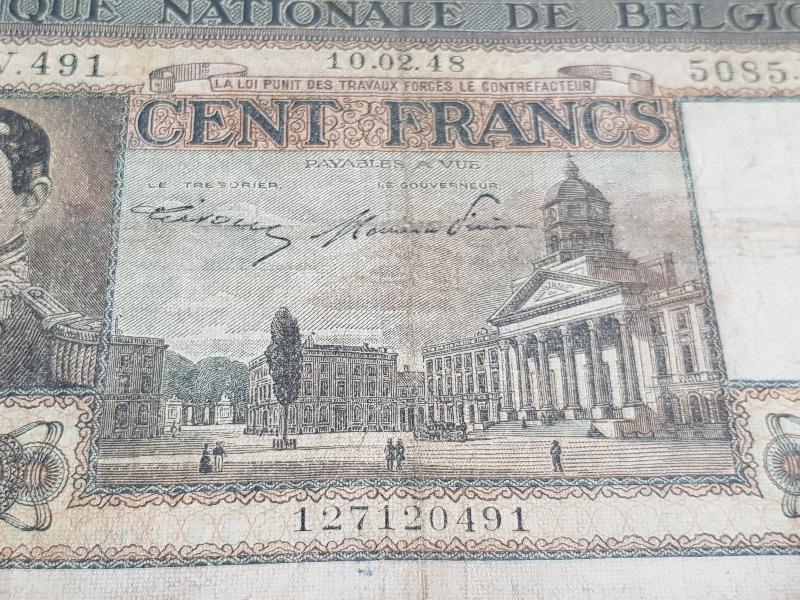 QUE NATIONALE DE BELGIQ
V.491 10.02.48 5085.
LA LOI PUNIT DES TRAVAUX FORCES LE CONTREFACTEUR
CENT FRANCS
PAYABLES A VUE
LE TRESORIER, LE GOUVERNEUR,
127120491